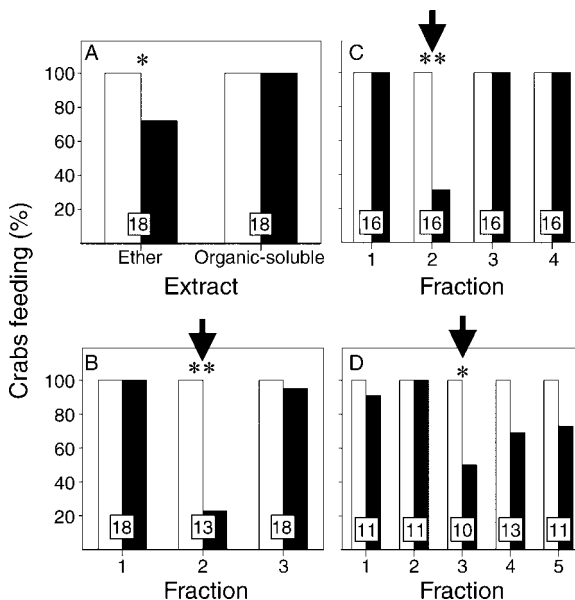 Crabs feeding (%)
A
*
100
80
60
40
20
18
18
Ether
Organic-soluble
Extract
C
**
16
16
16
16
1 2 3 4
Fraction
B
**
100
80
60
40
20
18
13
18
1 2 3
Fraction
D
*
11
11
10
13
11
1 2 3 4 5
Fraction